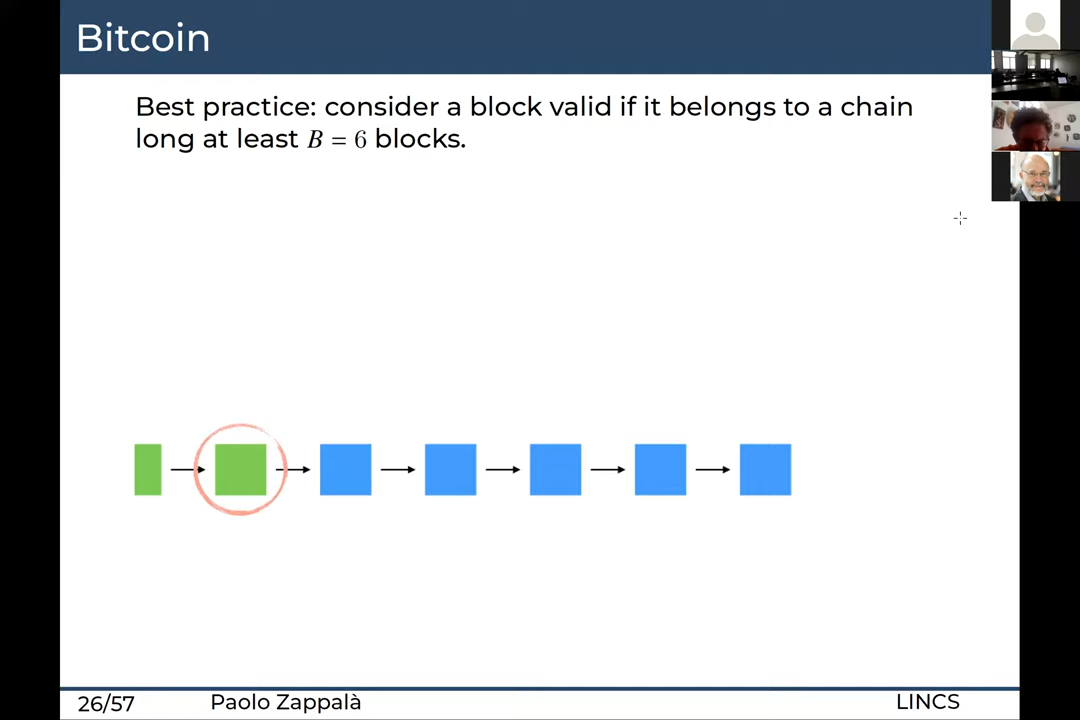 Bitcoin
Best practice: consider a block valid if it belongs to a chain
long at least B = 6 blocks.
26/57 Paolo Zappalà LINCS